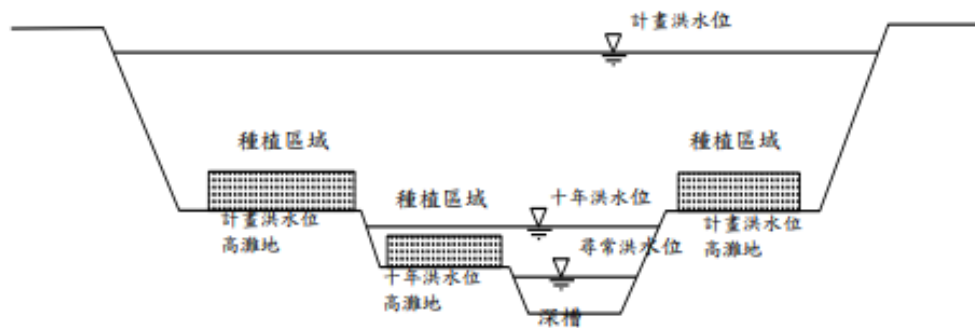 計畫洪水位
種植區域
種植區域
種植區域
十年洪水位
計畫洪水位
高灘地
計畫洪水位
高灘地
尋常洪水位
十年洪水位
高灘地
深槽